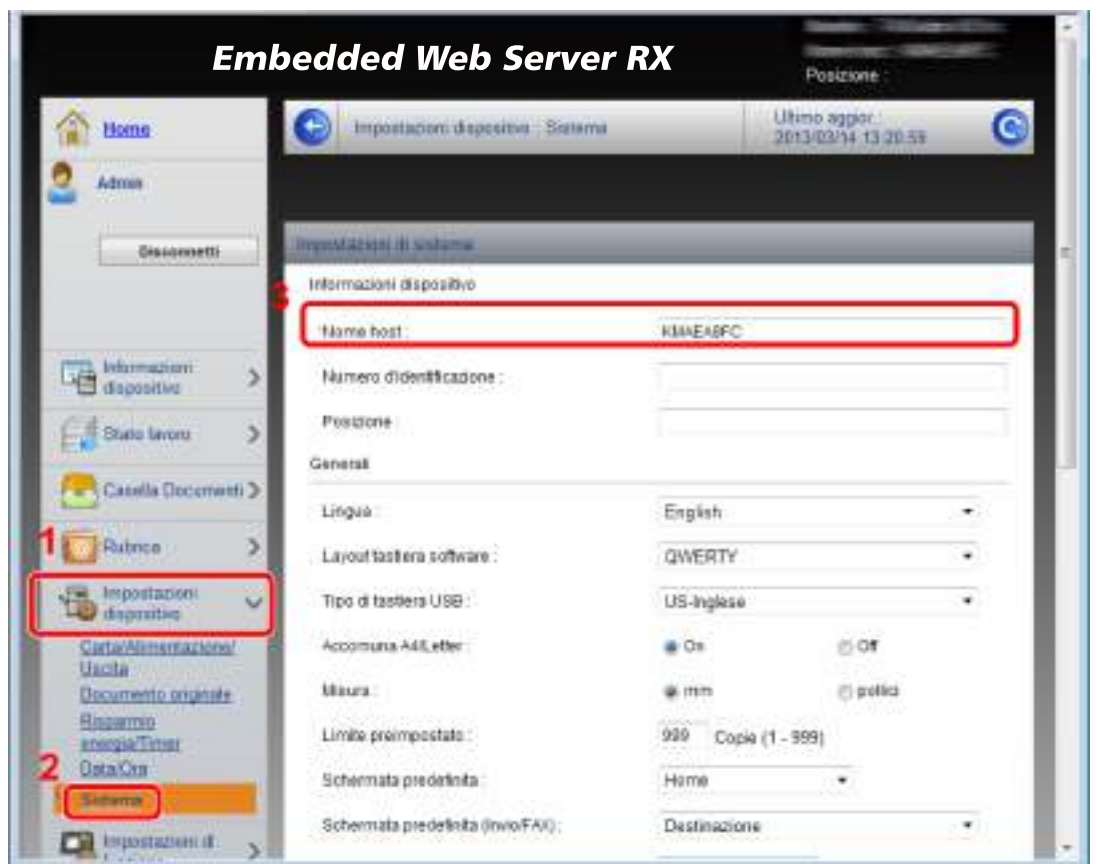 Embedded Web Server RX
Posizione :
Home
Admin
Disconnetti
Informazioni
dispositivo
Stato lavoro
Casella Documenti
1
Rubrica
Impostazioni
dispositivo
Carta/Alimentazione/
Uscita
Documento originale
Risparmio
energia/Timer
Data/Ora
2
Sistema
Impostazioni di
Impostazioni dispositivo : Sistema
Ultimo aggior.:
2013/03/14 13:20:59
Impostazioni di sistema
Informazioni dispositivo
3
Nome host :
Numero d'identificazione :
Posizione :
Generali
Lingua : English
Layout tastiera software : QWERTY
Tipo di tastiera USB : US-Inglese
Accomuna A4/Letter : On Off
Misura : mm pollici
Limite preimpostato : 999 Copie (1 - 999)
Schermata predefinita : Home
Schermata predefinita (Invio/FAX) : Destinazione